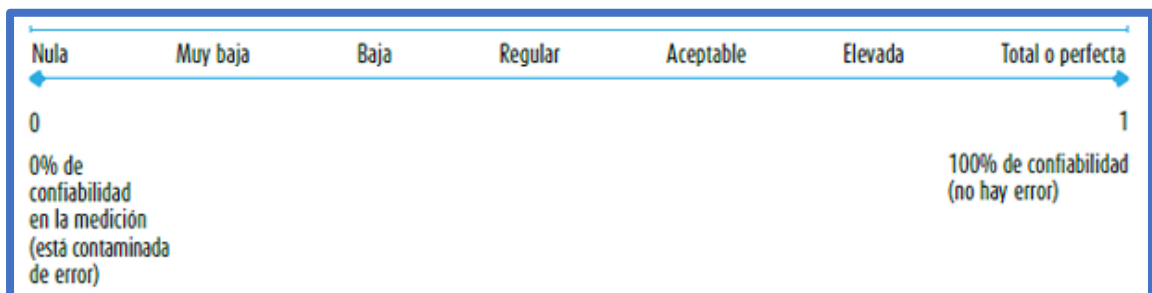 Nula Muy baja Baja Regular Aceptable Elevada Total o perfecta
0 1
0% de
confiabilidad
en la medición
(está contaminada
de error)
100% de confiabilidad
(no hay error)